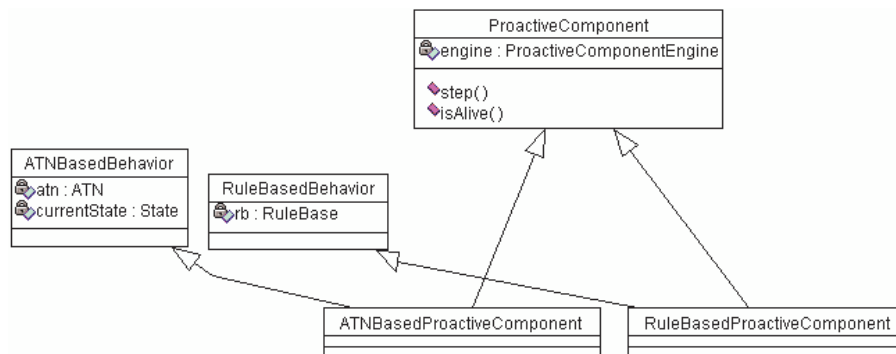 ProactiveComponent
engine : ProactiveComponentEngine
step()
isAlive()
ATNBasedBehavior
atn : ATN
currentState : State
RuleBasedBehavior
rb : RuleBase
ATNBasedProactiveComponent
RuleBasedProactiveComponent